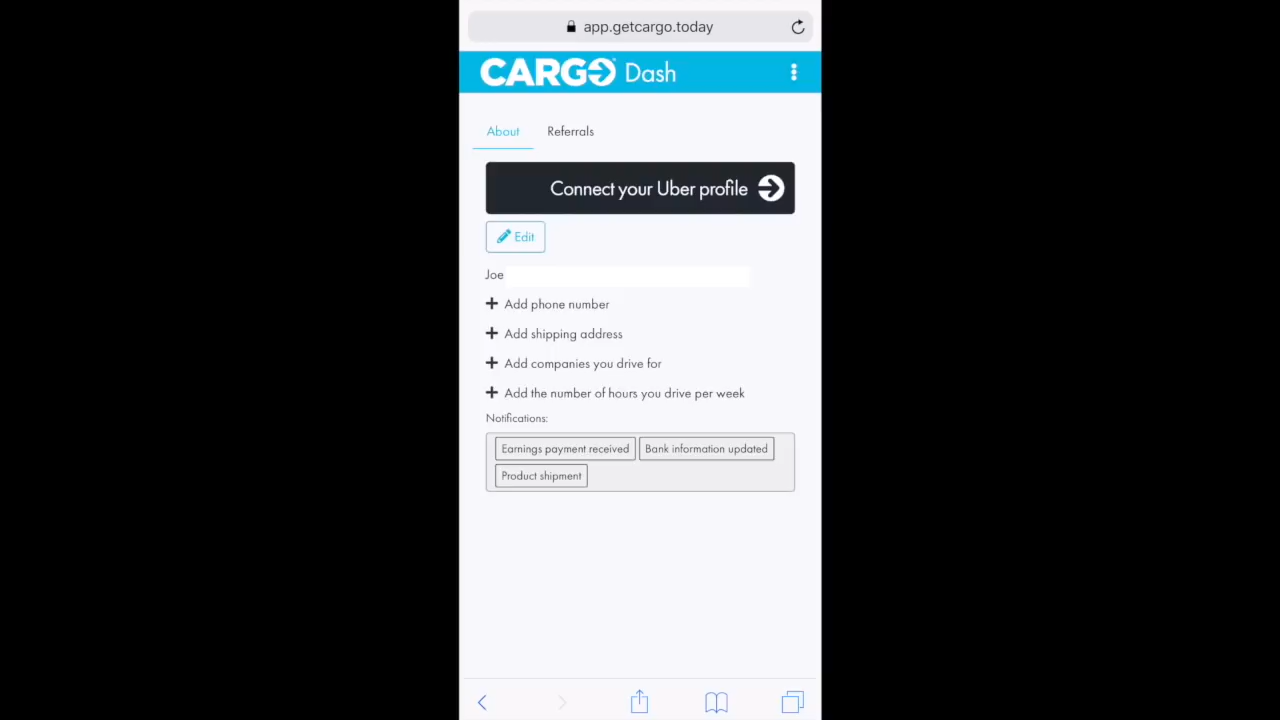 app.getcargo.today
CARGO Dash
About Referrals
Connect your Uber profile
Edit
Joe
Add phone number
Add shipping address
Add companies you drive for
Add the number of hours you drive per week
Notifications:
Earnings payment received Bank information updated
Product shipment